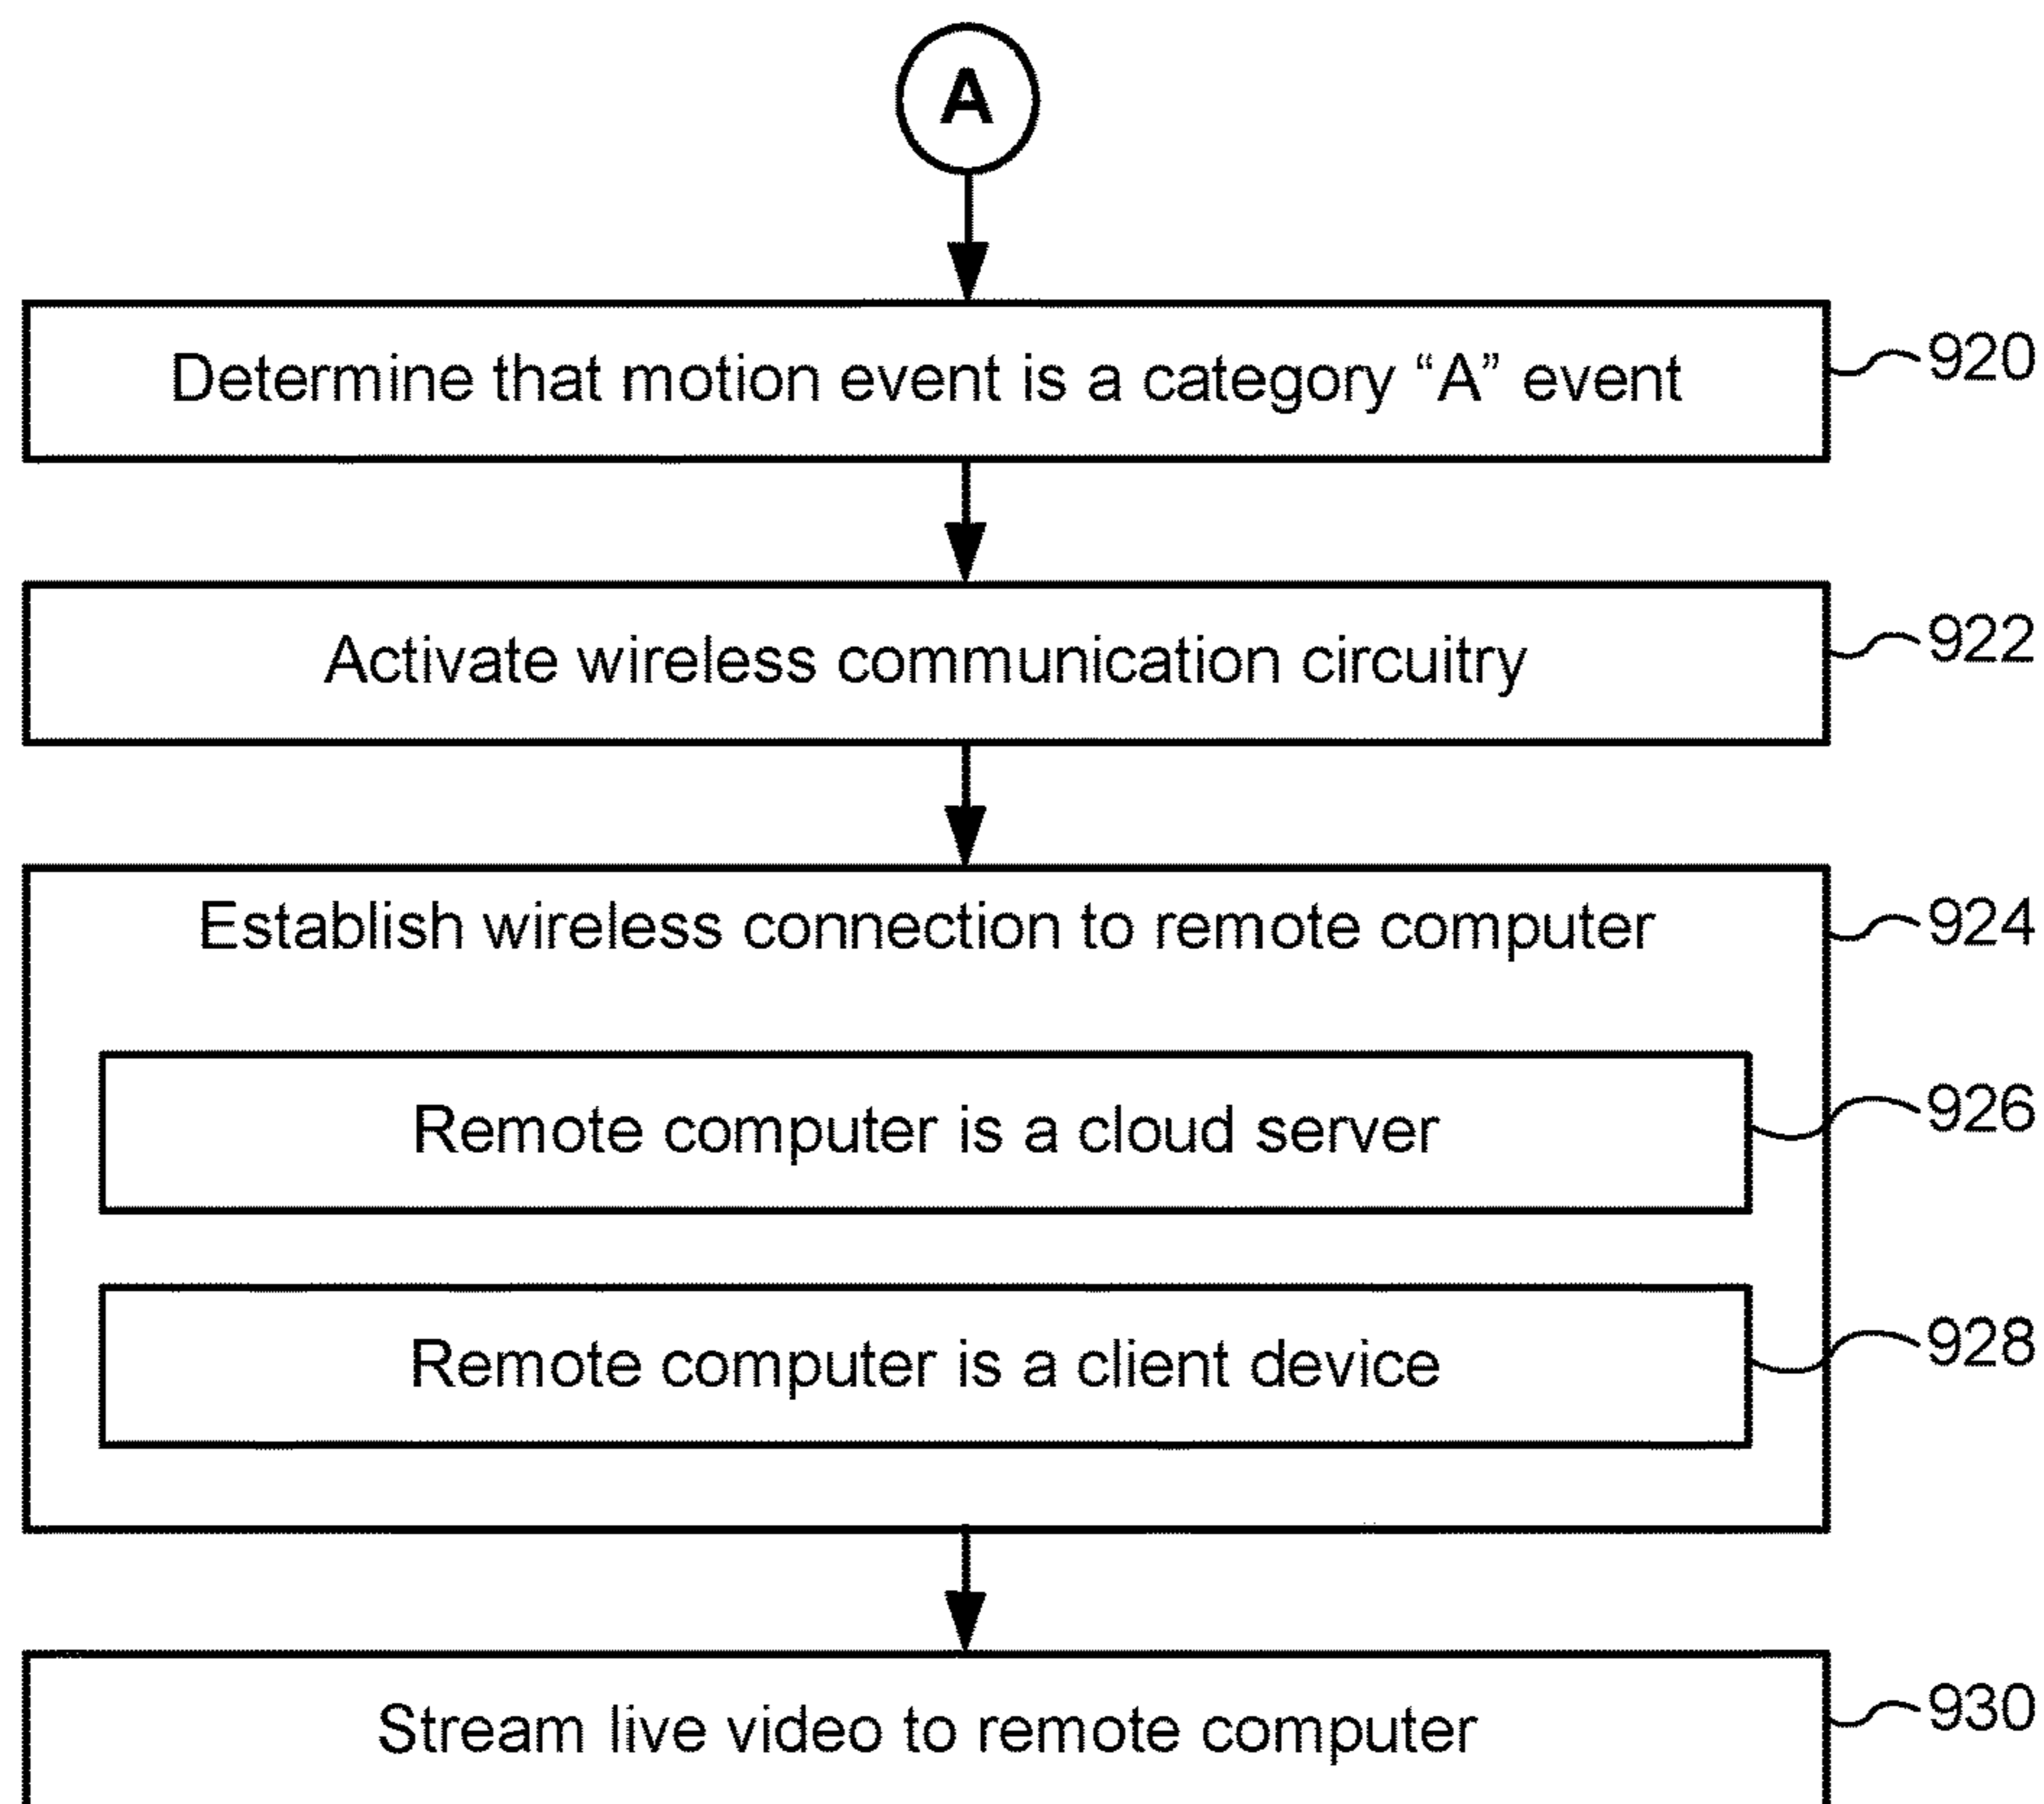 A
Determine that motion event is a category “A” event
920
Activate wireless communication circuitry
922
Establish wireless connection to remote computer
924
Remote computer is a cloud server
926
Remote computer is a client device
928
Stream live video to remote computer
930